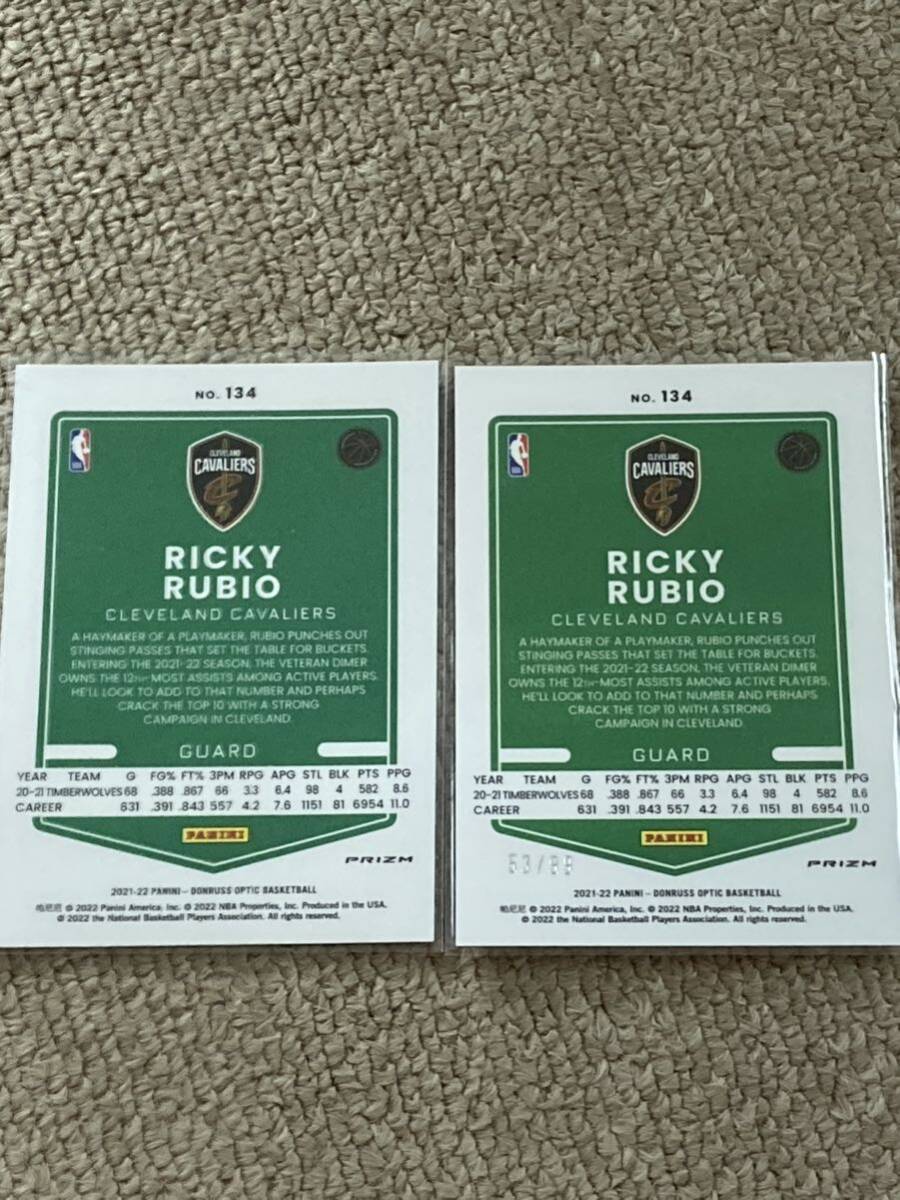 NO. 134
CLEVELAND
CAVALIERS
RICKY
RUBIO
CLEVELAND CAVALIERS
A HAYMAKER OF A PLAYMAKER, RUBIO PUNCHES OUT
STINGING PASSES THAT SET THE TABLE FOR BUCKETS.
ENTERING THE 2021-22 SEASON, THE VETERAN DIMER
OWNS THE 12TH-MOST ASSISTS AMONG ACTIVE PLAYERS.
HE'LL LOOK TO ADD TO THAT NUMBER AND PERHAPS
CRACK THE TOP 10 WITH A STRONG
CAMPAIGN IN CLEVELAND.
GUARD
YEAR TEAM G FG% FT% 3PM RPG APG STL BLK PTS PPG
20-21 TIMBERWOLVES 68 .388 .867 66 3.3 6.4 98 4 582 8.6
CAREER 631 .391 .843 557 4.2 7.6 1151 81 6954 11.0
PANINI
PRIZM
2021-22 PANINI – DONRUSS OPTIC BASKETBALL
帕尼尼 © 2022 Panini America, Inc. © 2022 NBA Properties, Inc. Produced in the USA.
© 2022 the National Basketball Players Association. All rights reserved.
NO. 134
CLEVELAND
CAVALIERS
RICKY
RUBIO
CLEVELAND CAVALIERS
A HAYMAKER OF A PLAYMAKER, RUBIO PUNCHES OUT
STINGING PASSES THAT SET THE TABLE FOR BUCKETS.
ENTERING THE 2021-22 SEASON, THE VETERAN DIMER
OWNS THE 12TH-MOST ASSISTS AMONG ACTIVE PLAYERS.
HE'LL LOOK TO ADD TO THAT NUMBER AND PERHAPS
CRACK THE TOP 10 WITH A STRONG
CAMPAIGN IN CLEVELAND.
GUARD
YEAR TEAM G FG% FT% 3PM RPG APG STL BLK PTS PPG
20-21 TIMBERWOLVES 68 .388 .867 66 3.3 6.4 98 4 582 8.6
CAREER 631 .391 .843 557 4.2 7.6 1151 81 6954 11.0
PANINI
PRIZM
2021-22 PANINI – DONRUSS OPTIC BASKETBALL
帕尼尼 © 2022 Panini America, Inc. © 2022 NBA Properties, Inc. Produced in the USA.
© 2022 the National Basketball Players Association. All rights reserved.